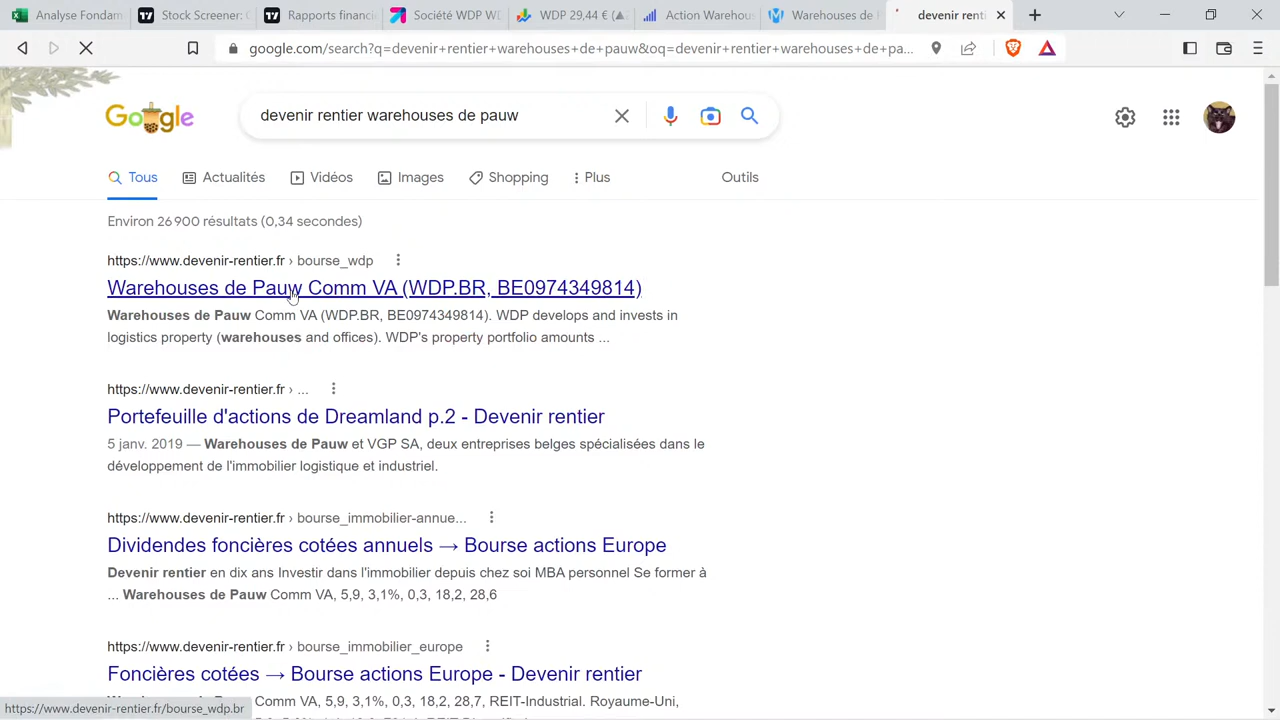 Analyse Fondam
Stock Screener: C
Rapports financi
Société WDP WD
WDP 29,44 € (▲
Action Warehous
Warehouses de P
devenir renti
google.com/search?q=devenir+rentier+warehouses+de+pauw&oq=devenir+rentier+warehouses+de+pa...
Google
devenir rentier warehouses de pauw
Tous
Actualités
Vidéos
Images
Shopping
Plus
Outils
Environ 26 900 résultats (0,34 secondes)
https://www.devenir-rentier.fr › bourse_wdp
Warehouses de Pauw Comm VA (WDP.BR, BE0974349814)
Warehouses de Pauw Comm VA (WDP.BR, BE0974349814). WDP develops and invests in
logistics property (warehouses and offices). WDP's property portfolio amounts ...
https://www.devenir-rentier.fr › ...
Portefeuille d'actions de Dreamland p.2 - Devenir rentier
5 janv. 2019 — Warehouses de Pauw et VGP SA, deux entreprises belges spécialisées dans le
développement de l'immobilier logistique et industriel.
https://www.devenir-rentier.fr › bourse_immobilier-annue...
Dividendes foncières cotées annuels → Bourse actions Europe
Devenir rentier en dix ans Investir dans l'immobilier depuis chez soi MBA personnel Se former à
... Warehouses de Pauw Comm VA, 5,9, 3,1%, 0,3, 18,2, 28,6
https://www.devenir-rentier.fr › bourse_immobilier_europe
Foncières cotées → Bourse actions Europe - Devenir rentier
Warehouses de Pauw Comm VA, 5,9, 3,1%, 0,3, 18,2, 28,7, REIT-Industrial. Royaume-Uni,
https://www.devenir-rentier.fr/bourse_wdp.br